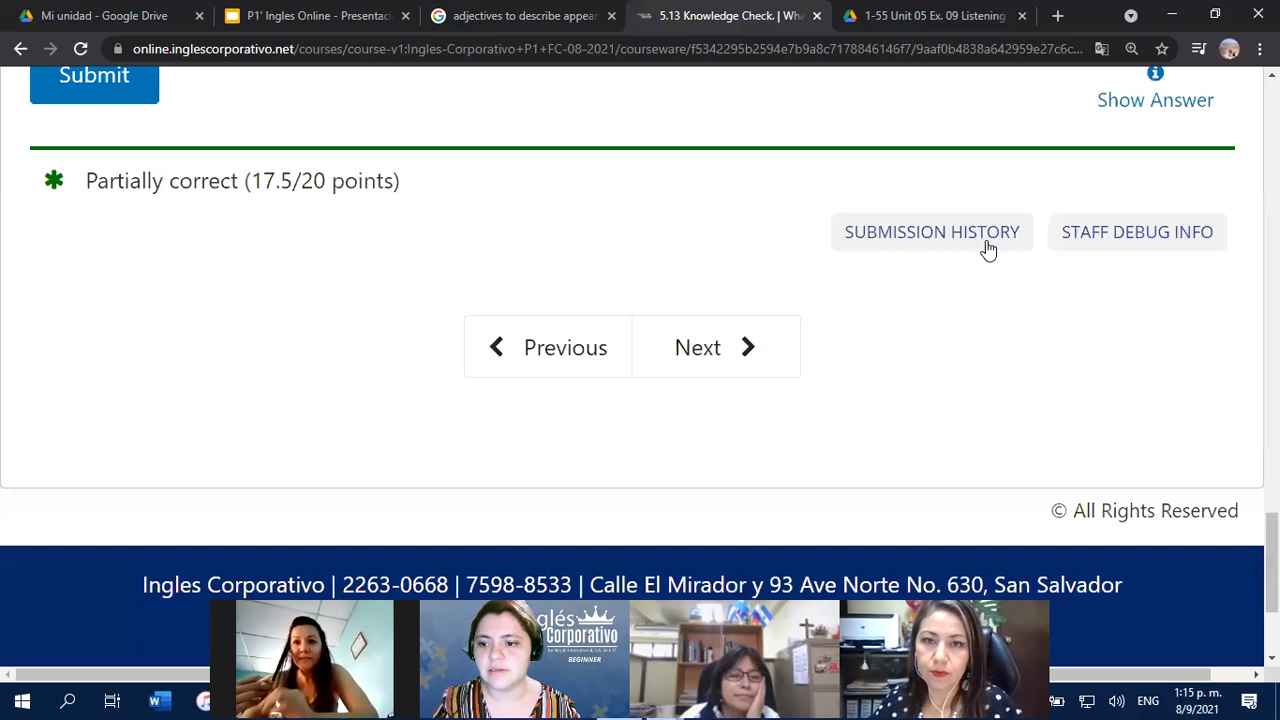 Mi unidad - Google Drive
P1' Ingles Online - Presentaci
adjectives to describe appear
5.13 Knowledge Check. | Wha
1-55 Unit 05 Ex. 09 Listening
online.inglescorporativo.net/courses/course-v1:Ingles-Corporativo+P1+FC-08-2021/courseware/f5342295b2594e7b9a8c7178846146f7/9aaf0b4838a642959e27c6c...
Submit
Show Answer
Partially correct (17.5/20 points)
SUBMISSION HISTORY
STAFF DEBUG INFO
Previous
Next
© All Rights Reserved
Ingles Corporativo | 2263-0668 | 7598-8533 | Calle El Mirador y 93 Ave Norte No. 630, San Salvador
glés
Corporativo
BEGINNER
ENG
1:15 p. m.
8/9/2021